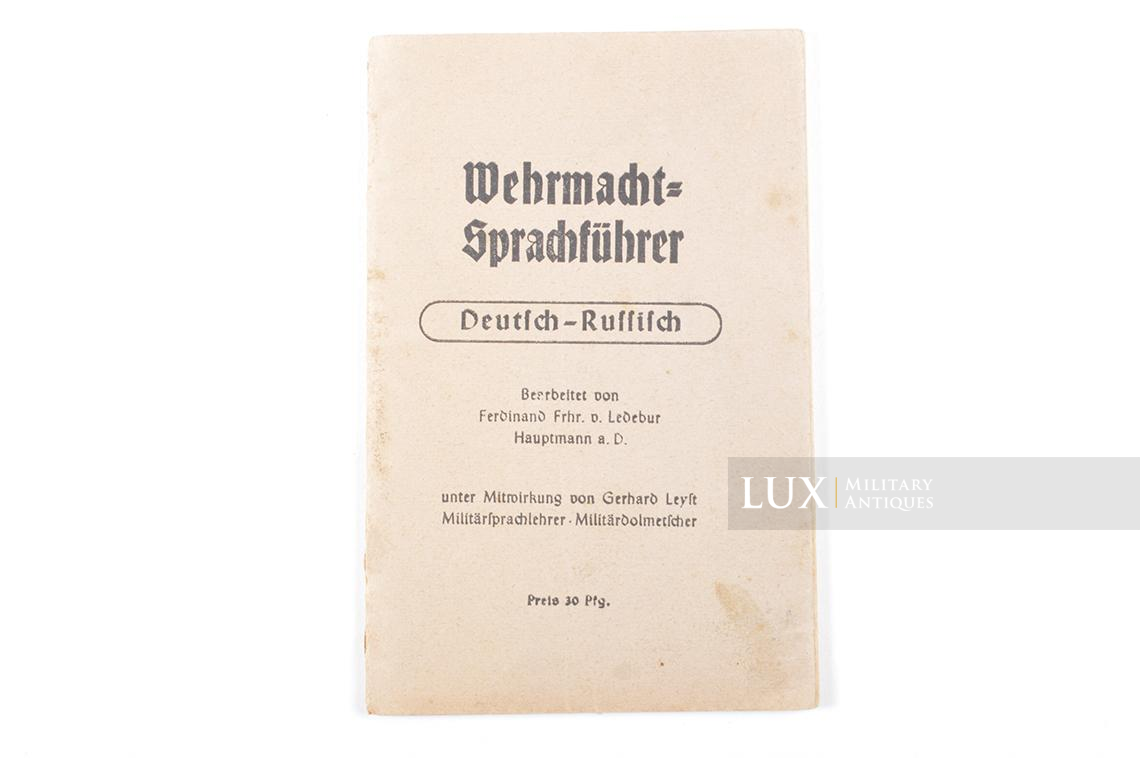 Wehrmacht=
Sprachführer
Deutſch-Ruſſiſch
Bearbeitet von
Ferdinand Frhr. v. Ledebur
Hauptmann a. D.
unter Mitwirkung von Gerhard Leyſt
Militärſprachlehrer · Militärdolmetſcher
Preis 30 Pfg.
LUX MILITARY
ANTIQUES